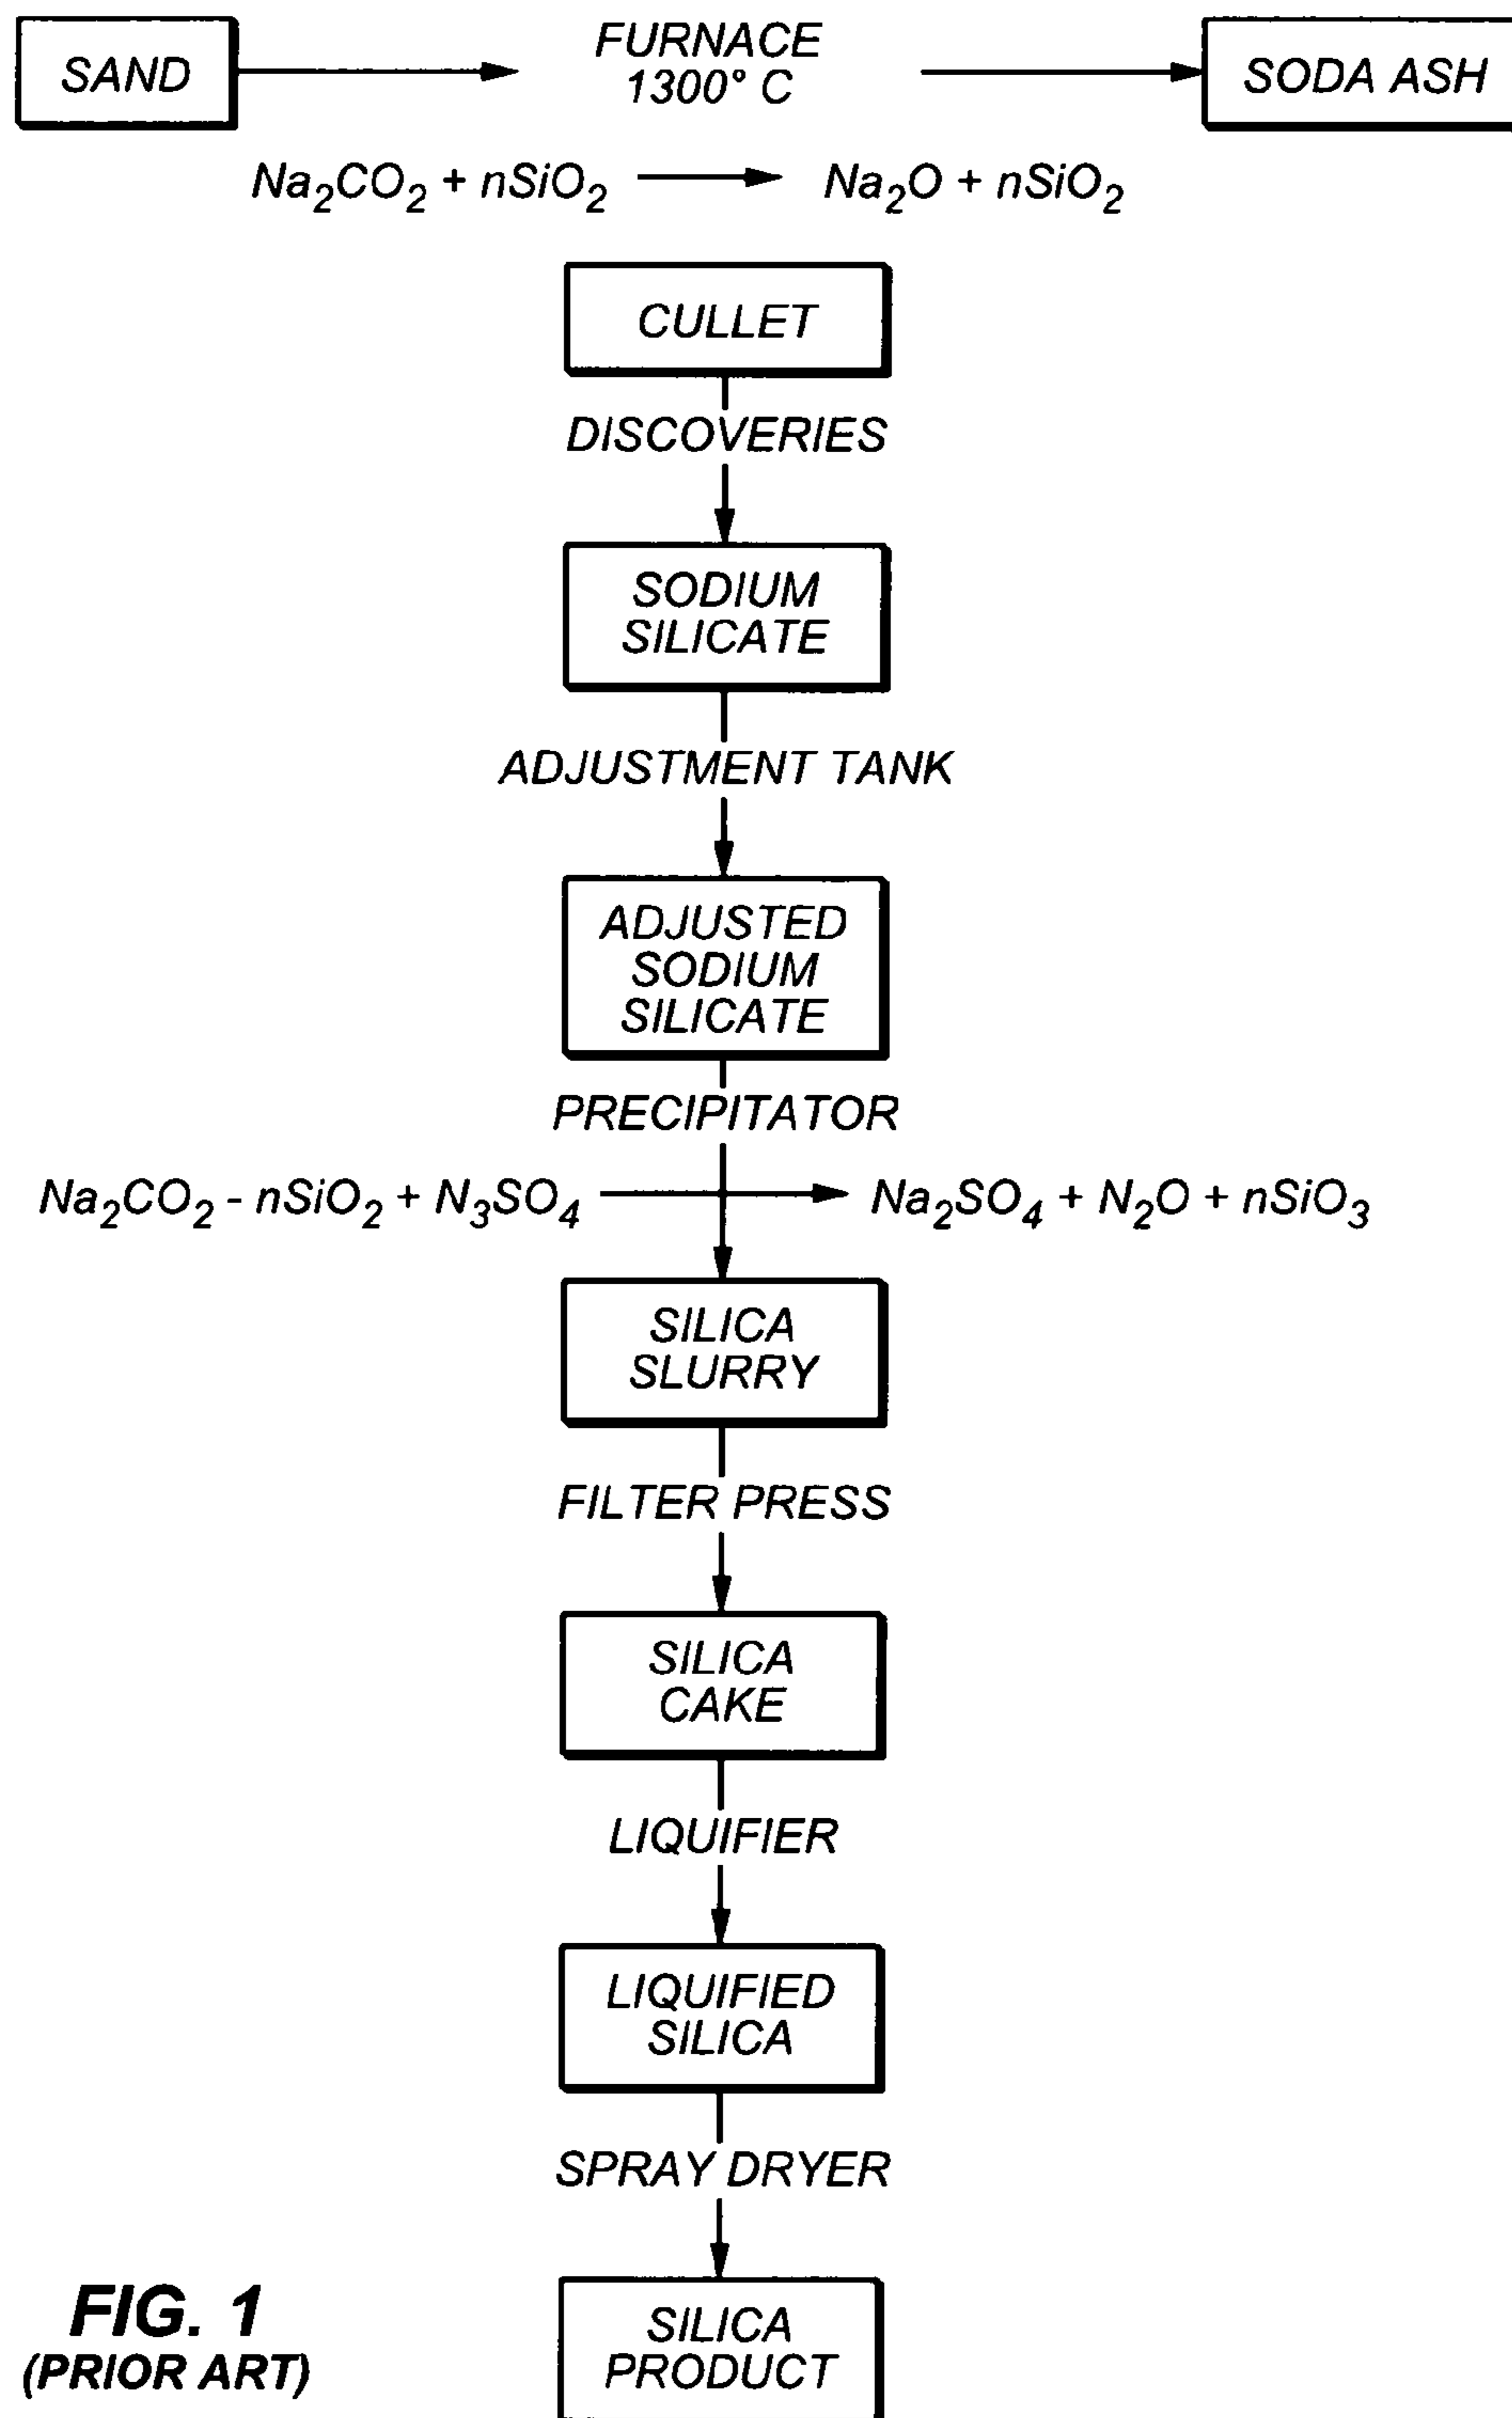 SAND
FURNACE
1300° C
SODA ASH
Na2CO2 + nSiO2
Na2O + nSiO2
CULLET
DISCOVERIES
SODIUM
SILICATE
ADJUSTMENT TANK
ADJUSTED
SODIUM
SILICATE
PRECIPITATOR
Na2CO2 - nSiO2 + N3SO4
Na2SO4 + N2O + nSiO3
SILICA
SLURRY
FILTER PRESS
SILICA
CAKE
LIQUIFIER
LIQUIFIED
SILICA
SPRAY DRYER
SILICA
PRODUCT
FIG. 1
(PRIOR ART)